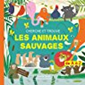 CHERCHE ET TROUVE
LES ANIMAUX
SAUVAGES